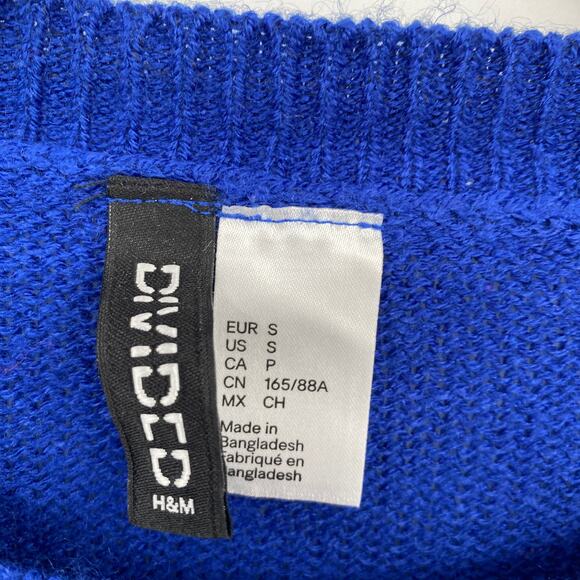 DIVIDED
H&M
EUR S
US S
CA P
CN 165/88A
MX CH
Made in
Bangladesh
Fabriqué en
Bangladesh